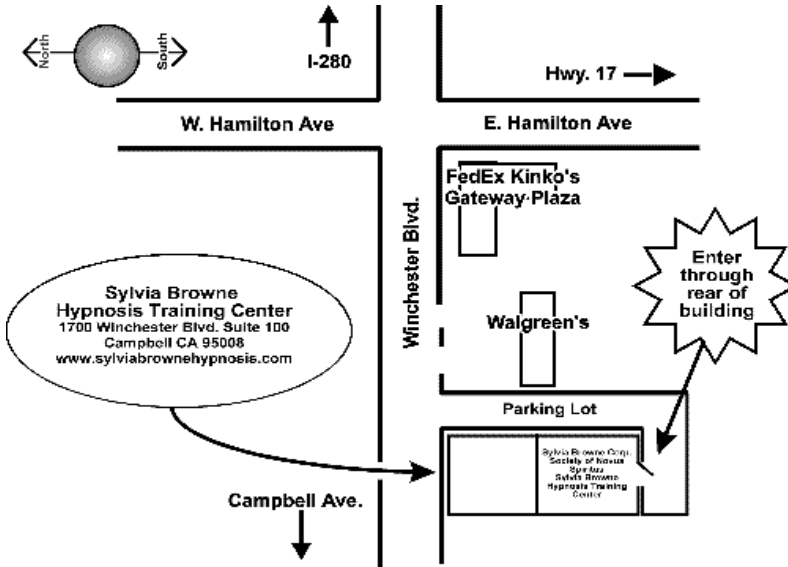 North
South
I-280
Hwy. 17
W. Hamilton Ave
E. Hamilton Ave
FedEx Kinko's
Gateway Plaza
Winchester Blvd.
Enter
through
rear of
building
Sylvia Browne
Hypnosis Training Center
1700 Winchester Blvd. Suite 100
Campbell CA 95008
www.sylviabrownehypnosis.com
Walgreen's
Parking Lot
Sylvia Browne Corp.
Society of Novus
Spiritus
Sylvia Browne
Hypnosis Training
Center
Campbell Ave.